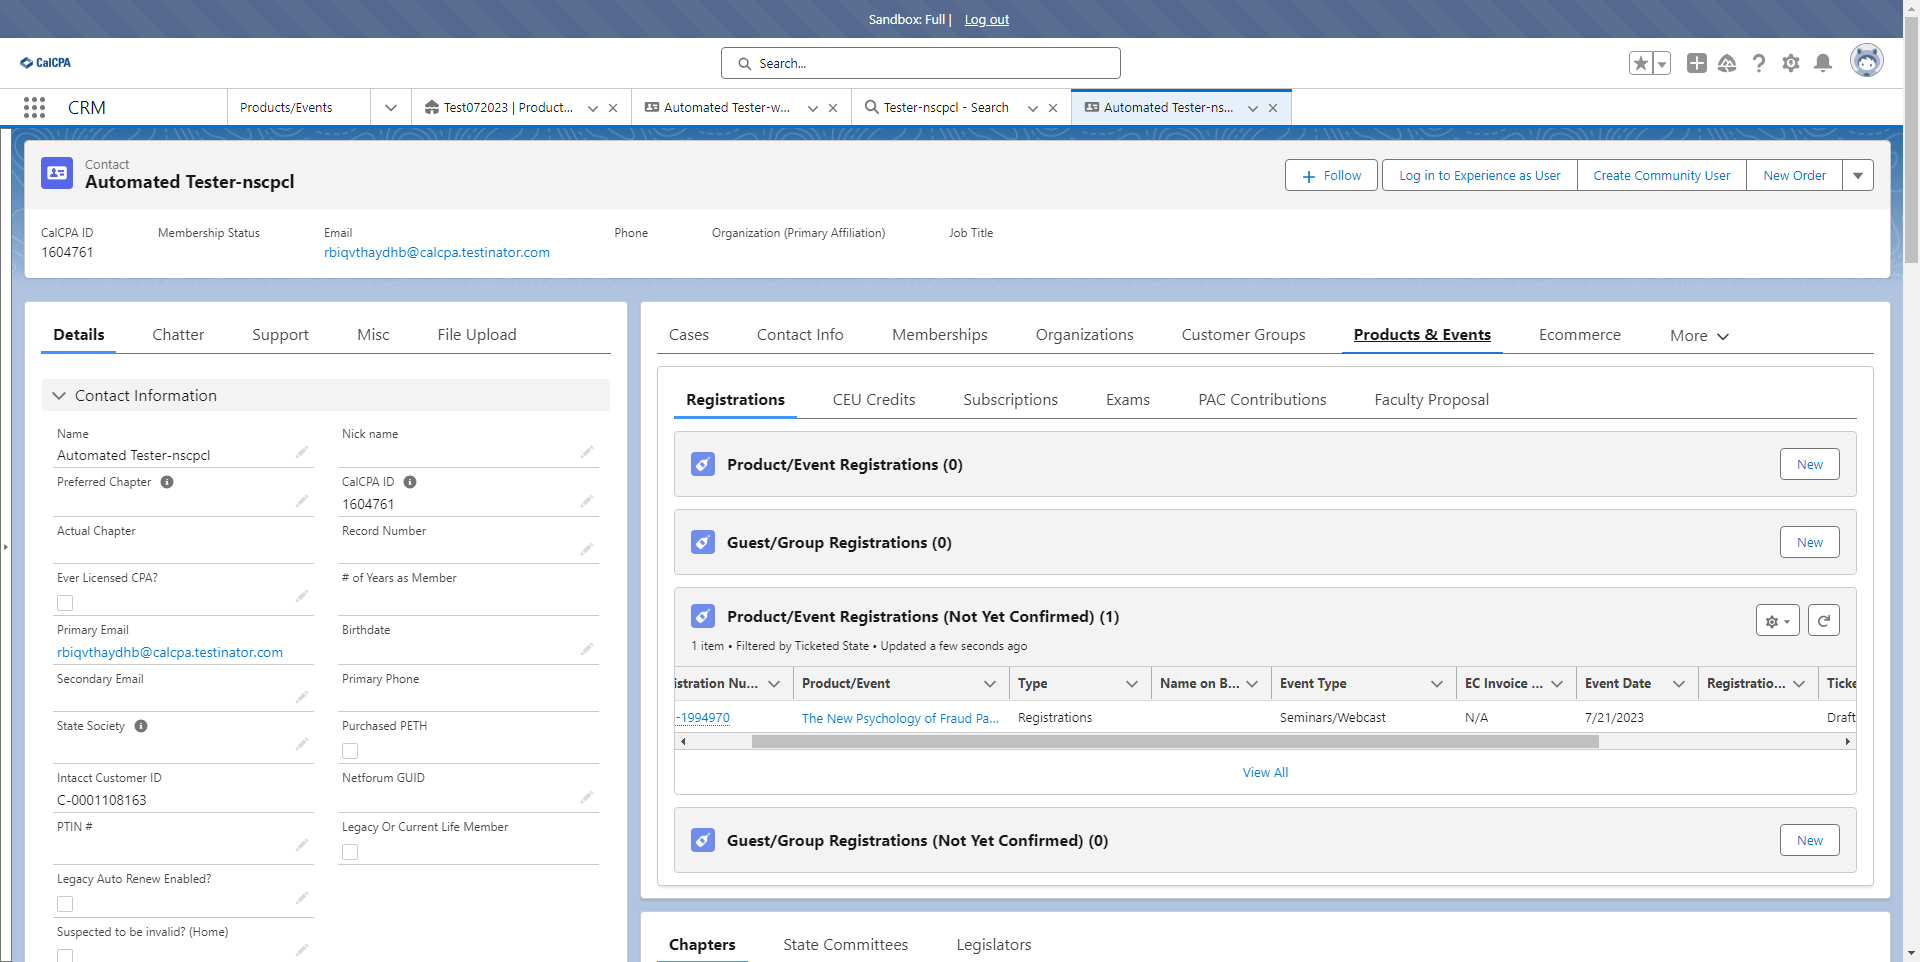 Sandbox: Full | Log out
CalCPA
Search...
CRM
Products/Events
Test072023 | Product...
Automated Tester-w...
Tester-nscpcl - Search
Automated Tester-ns...
Contact
Automated Tester-nscpcl
Follow
Log in to Experience as User
Create Community User
New Order
CalCPA ID
1604761
Membership Status
Email
rbiqvthaydhb@calcpa.testinator.com
Phone
Organization (Primary Affiliation)
Job Title
Details
Chatter
Support
Misc
File Upload
Contact Information
Name
Automated Tester-nscpcl
Nick name
Preferred Chapter
CalCPA ID
1604761
Actual Chapter
Record Number
Ever Licensed CPA?
# of Years as Member
Primary Email
rbiqvthaydhb@calcpa.testinator.com
Birthdate
Secondary Email
Primary Phone
State Society
Purchased PETH
Intacct Customer ID
C-0001108163
Netforum GUID
PTIN #
Legacy Or Current Life Member
Legacy Auto Renew Enabled?
Suspected to be invalid? (Home)
Cases
Contact Info
Memberships
Organizations
Customer Groups
Products & Events
Ecommerce
More
Registrations
CEU Credits
Subscriptions
Exams
PAC Contributions
Faculty Proposal
Product/Event Registrations (0)
New
Guest/Group Registrations (0)
New
Product/Event Registrations (Not Yet Confirmed) (1)
1 item • Filtered by Ticketed State • Updated a few seconds ago
istration Nu...
Product/Event
Type
Name on B...
Event Type
EC Invoice ...
Event Date
Registratio...
Ticke
-1994970
The New Psychology of Fraud Pa...
Registrations
Seminars/Webcast
N/A
7/21/2023
Draft
View All
Guest/Group Registrations (Not Yet Confirmed) (0)
New
Chapters
State Committees
Legislators